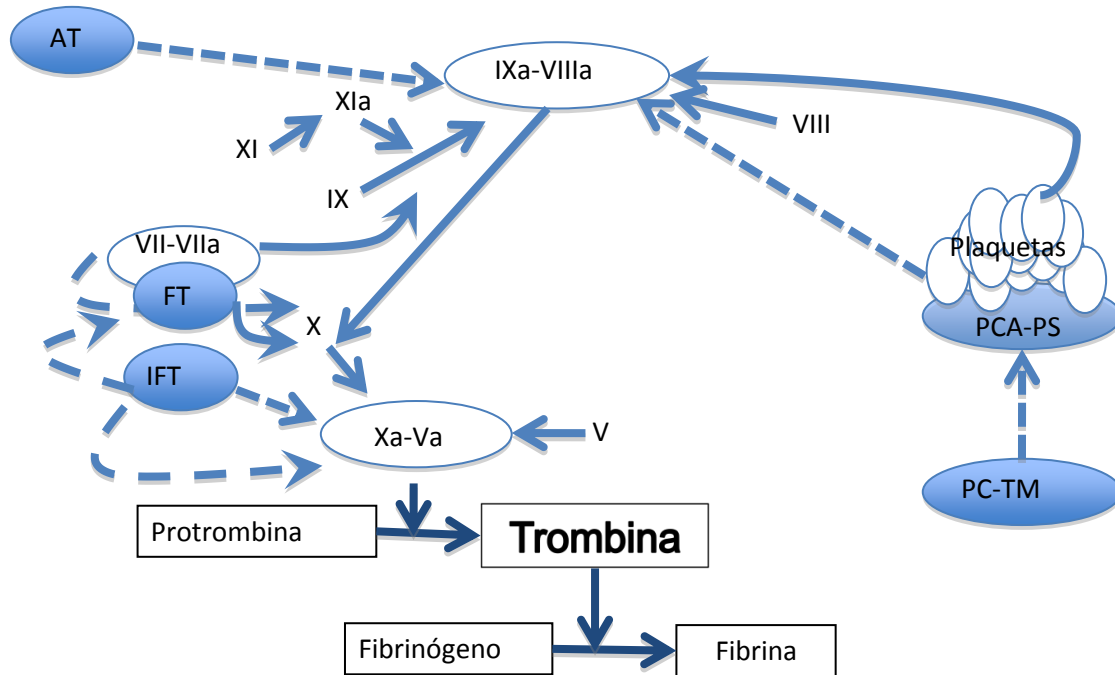 AT
IXa-VIIIa
XIa
VIII
XI
IX
VII-VIIa
Plaquetas
FT
X
PCA-PS
IFT
Xa-Va
V
PC-TM
Protrombina
Trombina
Fibrinógeno
Fibrina